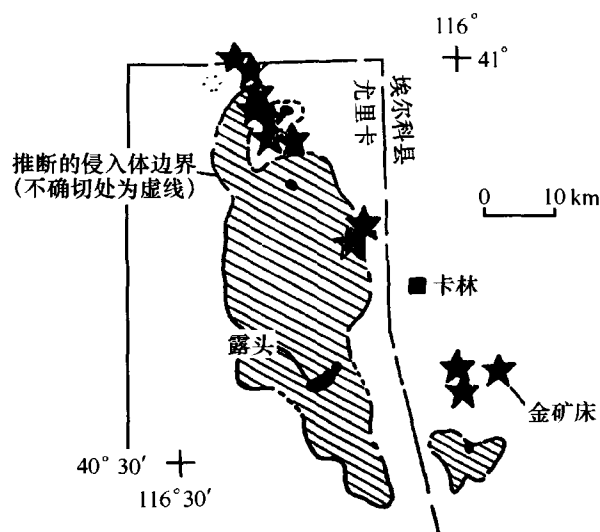 116°
41°
埃尔科县
尤里卡
推断的侵入体边界
(不确切处为虚线)
0 10 km
卡林
露头
金矿床
40° 30′
116°30′